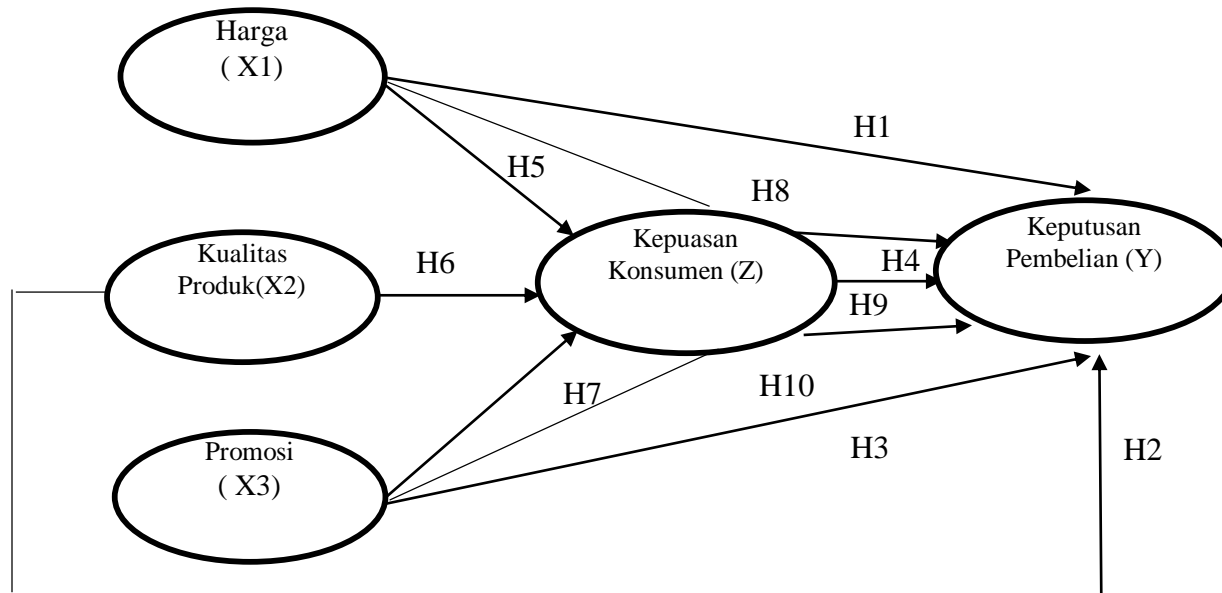 Harga
( X1)
H1
H5
H8
Kepuasan
Konsumen (Z)
Keputusan
Pembelian (Y)
Kualitas
Produk(X2)
H6
H4
H9
H7
H10
Promosi
( X3)
H3
H2